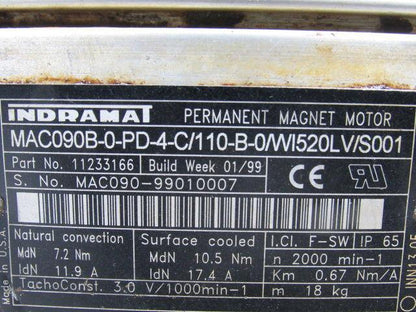 INDRAMAT PERMANENT MAGNET MOTOR
MAC090B-0-PD-4-C/110-B-0/WI520LV/S001
Part No. 11233166 Build Week 01/99
S. No. MAC090-99010007
CE RU
Natural convection Surface cooled I.Cl. F-SW IP 65
MdN 7.2 Nm MdN 10.5 Nm n 2000 min-1
IdN 11.9 A IdN 17.4 A Km 0.67 Nm/A
TachoConst. 3.0 V/1000min-1 m 18 kg
Made in U.S.A.